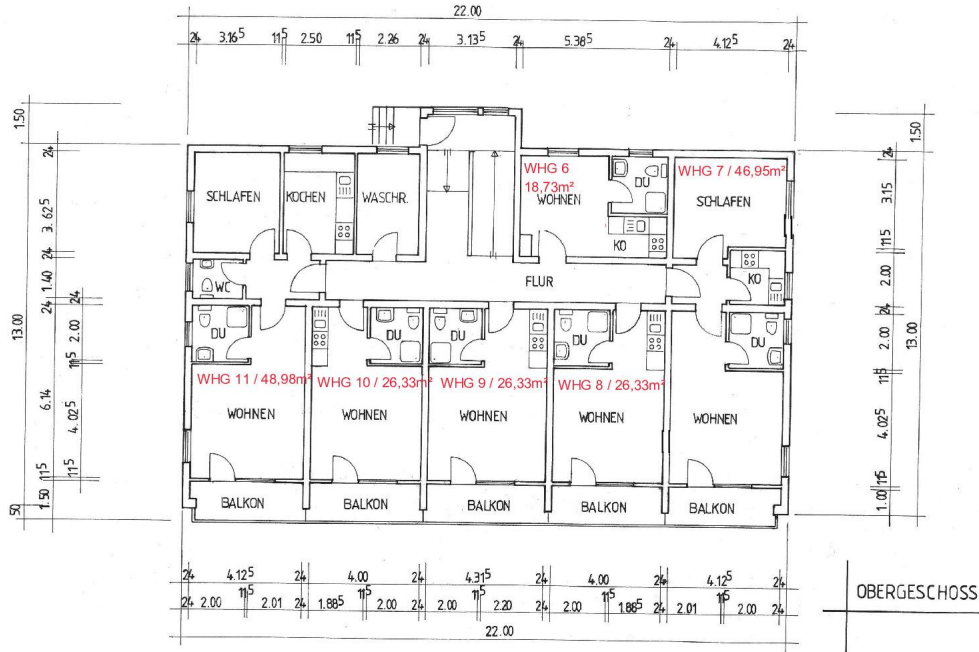 22.00
24 3.16⁵ 11⁵ 2.50 11⁵ 2.26 24 3.13⁵ 24 5.38⁵ 24 4.12⁵ 24
1.50
24
3.62⁵
24
1.40
24
2.00
11⁵
4.02⁵
11⁵
13.00
6.14
1.50
50
1.50
24
3.15
11⁵
2.00
24
2.00
11⁵
4.02⁵
11⁵
1.00
13.00
SCHLAFEN
KOCHEN
WASCHR.
WHG 6
18,73m²
WOHNEN
DU
KO
WHG 7 / 46,95m²
SCHLAFEN
KO
WC
FLUR
DU
DU
DU
DU
DU
WHG 11 / 48,98m²
WHG 10 / 26,33m²
WHG 9 / 26,33m²
WHG 8 / 26,33m²
WOHNEN
WOHNEN
WOHNEN
WOHNEN
WOHNEN
BALKON
BALKON
BALKON
BALKON
BALKON
24 4.12⁵ 24 4.00 24 4.31⁵ 24 4.00 24 4.12⁵ 24
24 2.00 11⁵ 2.01 24 1.88⁵ 11⁵ 2.00 24 2.00 11⁵ 2.20 24 2.00 11⁵ 1.88⁵ 24 2.01 11⁵ 2.00 24
22.00
OBERGESCHOSS